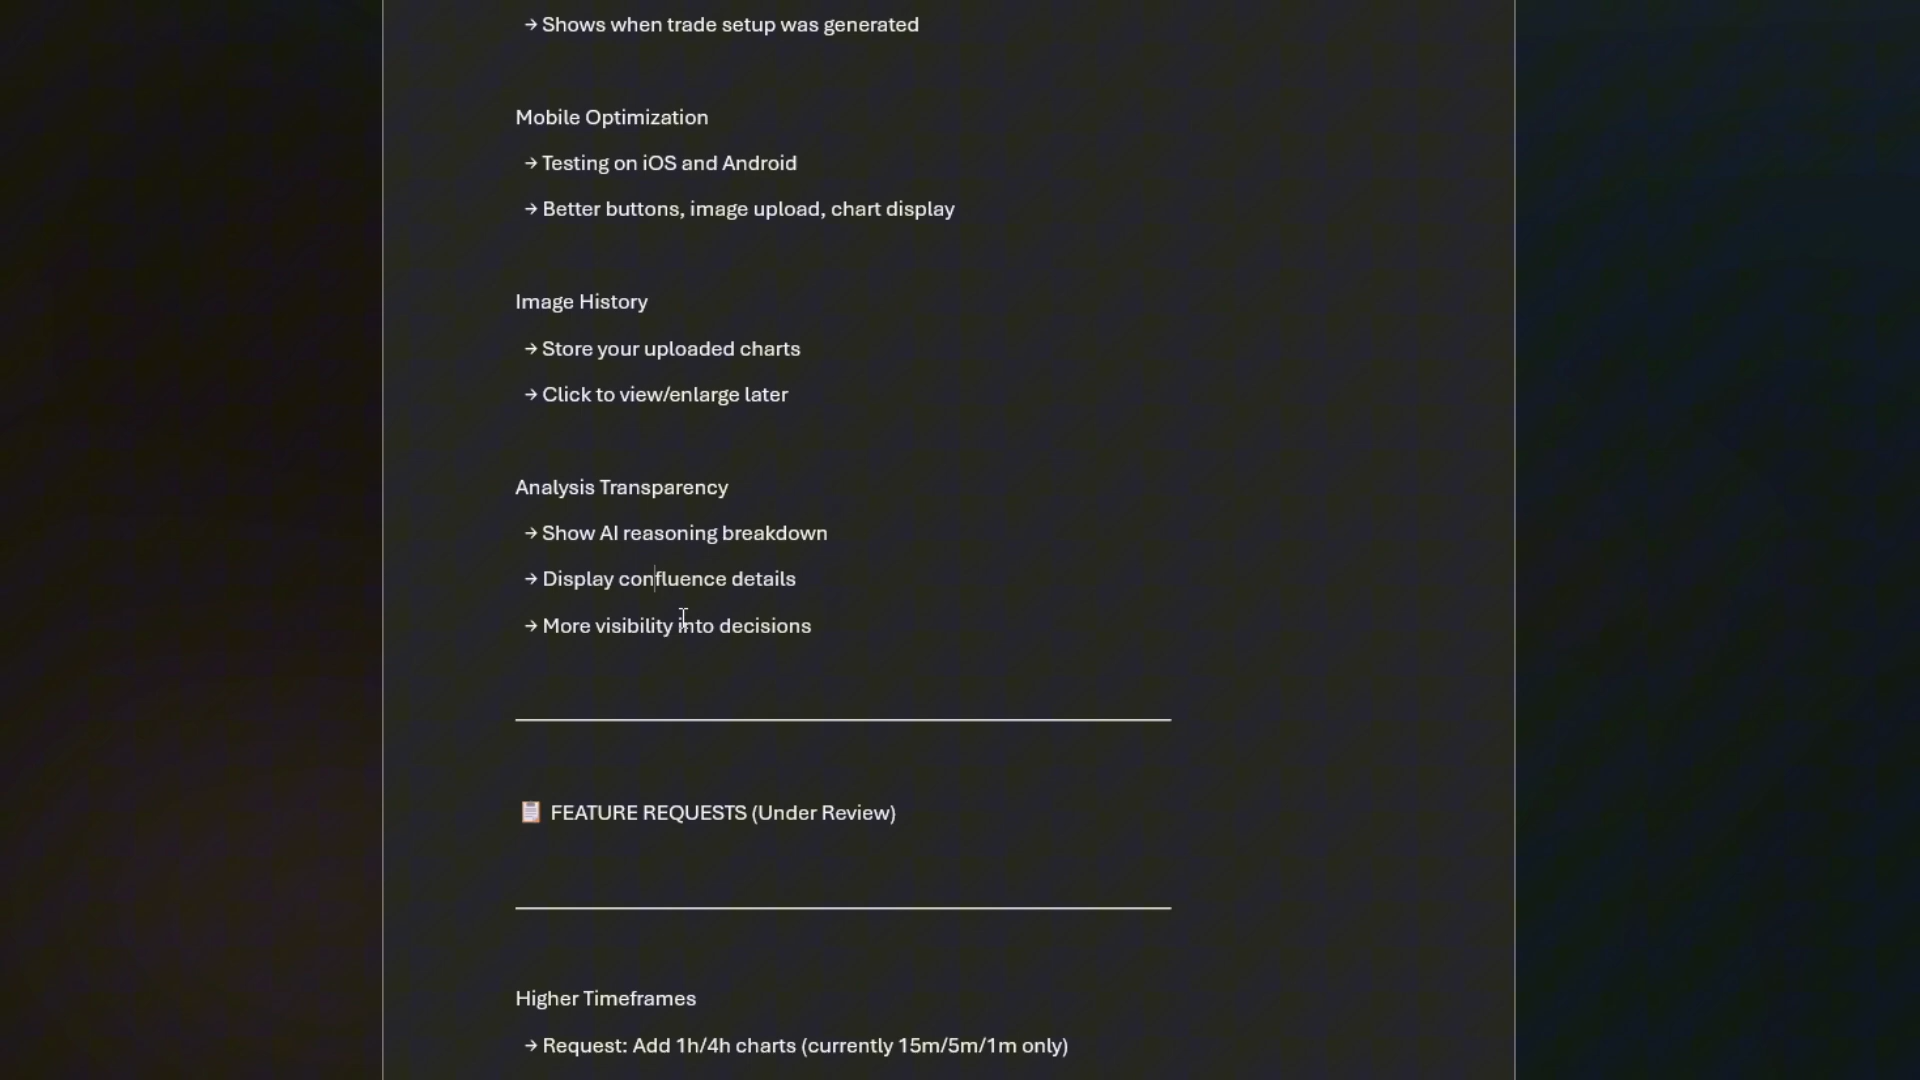 → Shows when trade setup was generated
Mobile Optimization
→ Testing on iOS and Android
→ Better buttons, image upload, chart display
Image History
→ Store your uploaded charts
→ Click to view/enlarge later
Analysis Transparency
→ Show AI reasoning breakdown
→ Display confluence details
→ More visibility into decisions
📋 FEATURE REQUESTS (Under Review)
Higher Timeframes
→ Request: Add 1h/4h charts (currently 15m/5m/1m only)